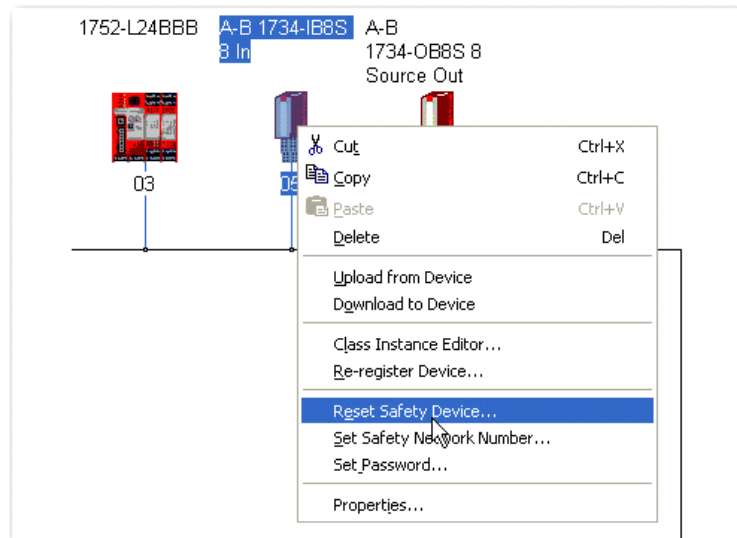 1752-L24BBB
A-B 1734-IB8S
8 In
A-B
1734-OB8S 8
Source Out
03
05
Cut Ctrl+X
Copy Ctrl+C
Paste Ctrl+V
Delete Del
Upload from Device
Download to Device
Class Instance Editor...
Re-register Device...
Reset Safety Device...
Set Safety Network Number...
Set Password...
Properties...